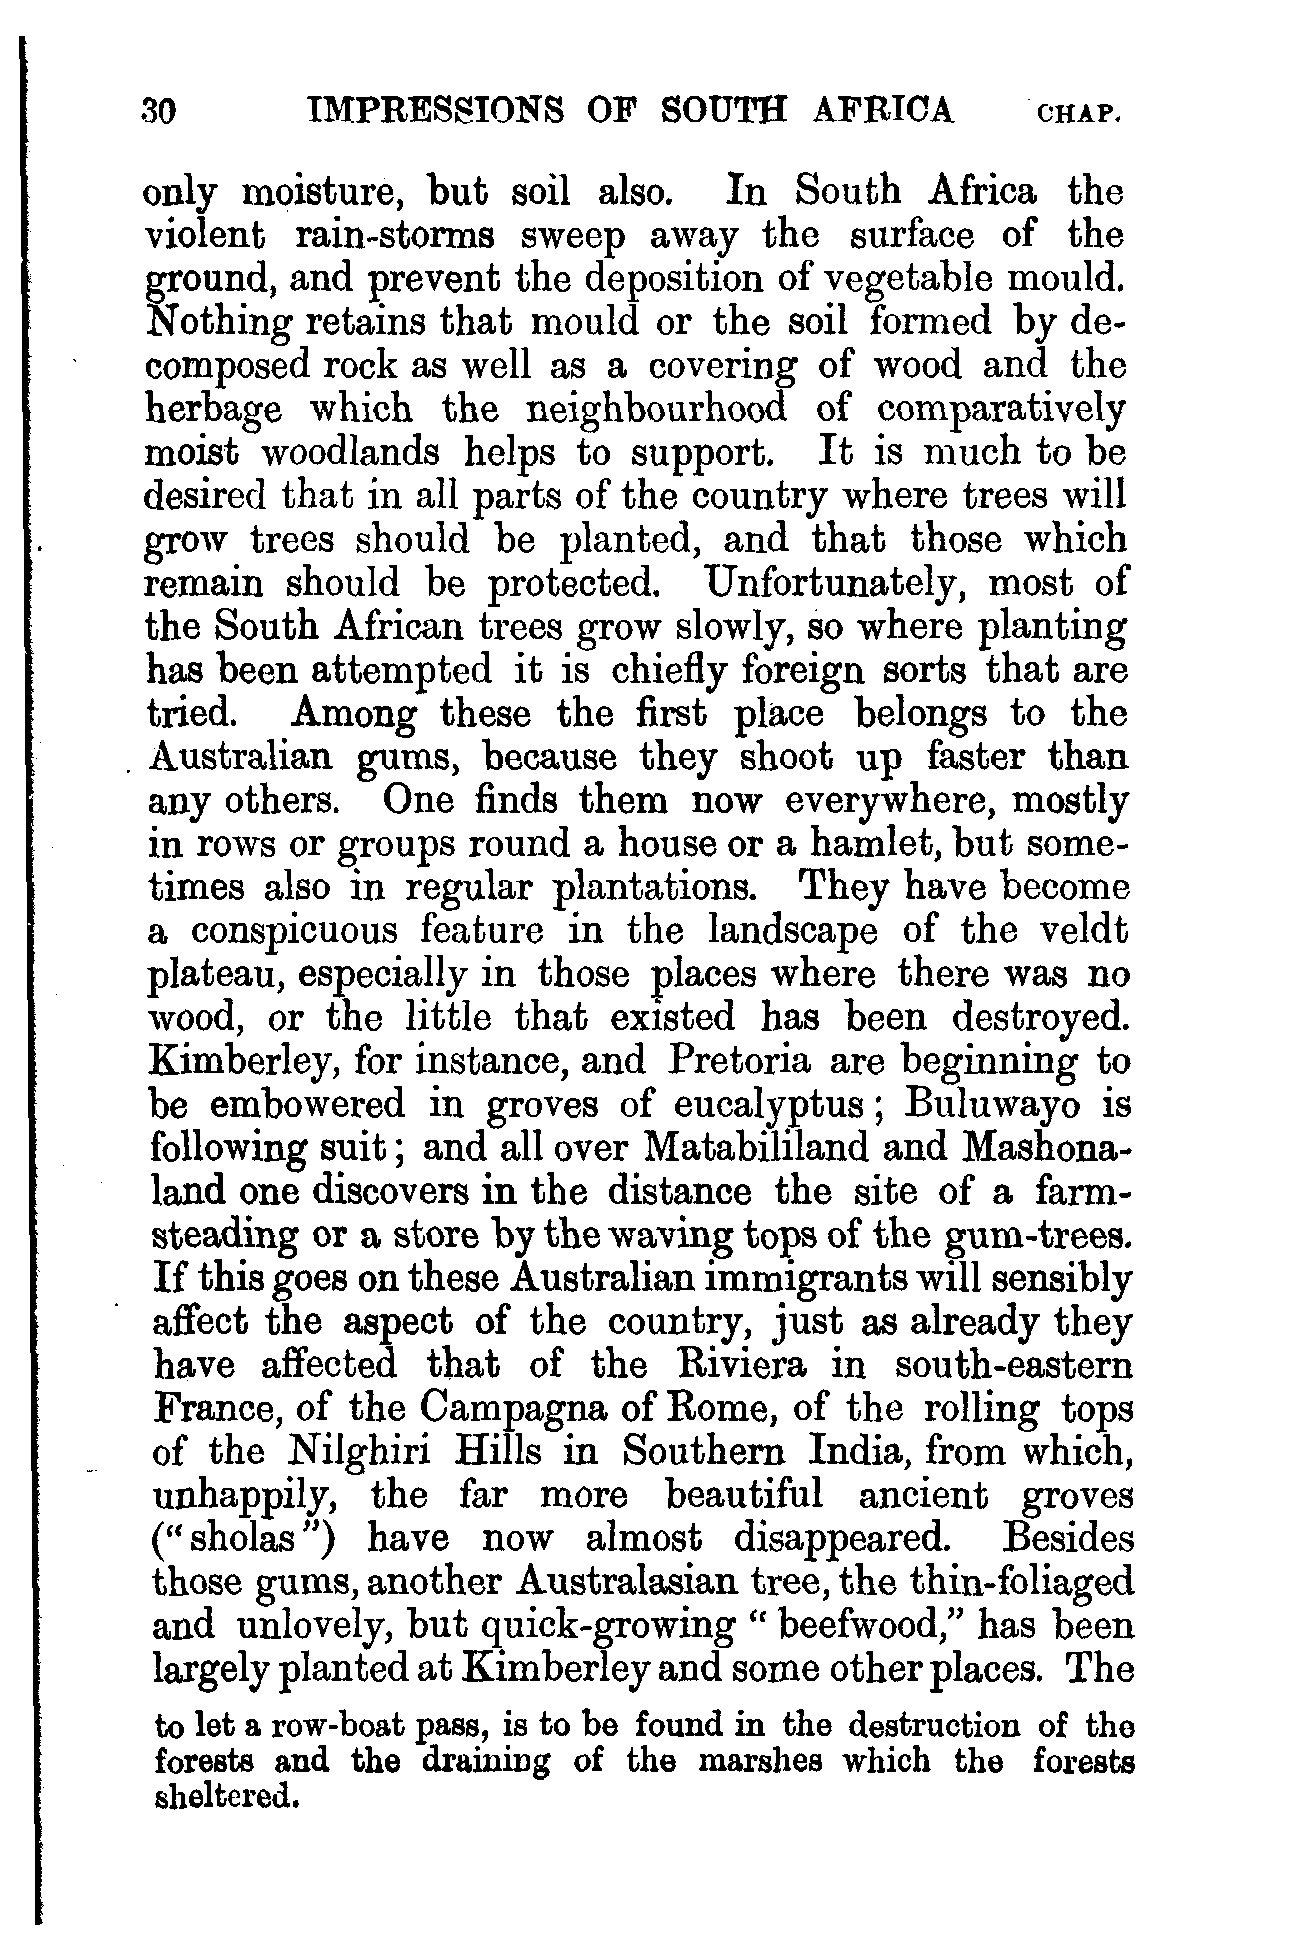 30 IMPRESSIONS OF SOUTH AFRICA CHAP.
only moisture, but soil also. In South Africa the
violent rain-storms sweep away the surface of the
ground, and prevent the deposition of vegetable mould.
Nothing retains that mould or the soil formed by de-
composed rock as well as a covering of wood and the
herbage which the neighbourhood of comparatively
moist woodlands helps to support. It is much to be
desired that in all parts of the country where trees will
grow trees should be planted, and that those which
remain should be protected. Unfortunately, most of
the South African trees grow slowly, so where planting
has been attempted it is chiefly foreign sorts that are
tried. Among these the first place belongs to the
Australian gums, because they shoot up faster than
any others. One finds them now everywhere, mostly
in rows or groups round a house or a hamlet, but some-
times also in regular plantations. They have become
a conspicuous feature in the landscape of the veldt
plateau, especially in those places where there was no
wood, or the little that existed has been destroyed.
Kimberley, for instance, and Pretoria are beginning to
be embowered in groves of eucalyptus; Buluwayo is
following suit; and all over Matabililand and Mashona-
land one discovers in the distance the site of a farm-
steading or a store by the waving tops of the gum-trees.
If this goes on these Australian immigrants will sensibly
affect the aspect of the country, just as already they
have affected that of the Riviera in south-eastern
France, of the Campagna of Rome, of the rolling tops
of the Nilghiri Hills in Southern India, from which,
unhappily, the far more beautiful ancient groves
("sholas") have now almost disappeared. Besides
those gums, another Australasian tree, the thin-foliaged
and unlovely, but quick-growing "beefwood," has been
largely planted at Kimberley and some other places. The
to let a row-boat pass, is to be found in the destruction of the
forests and the draining of the marshes which the forests
sheltered.